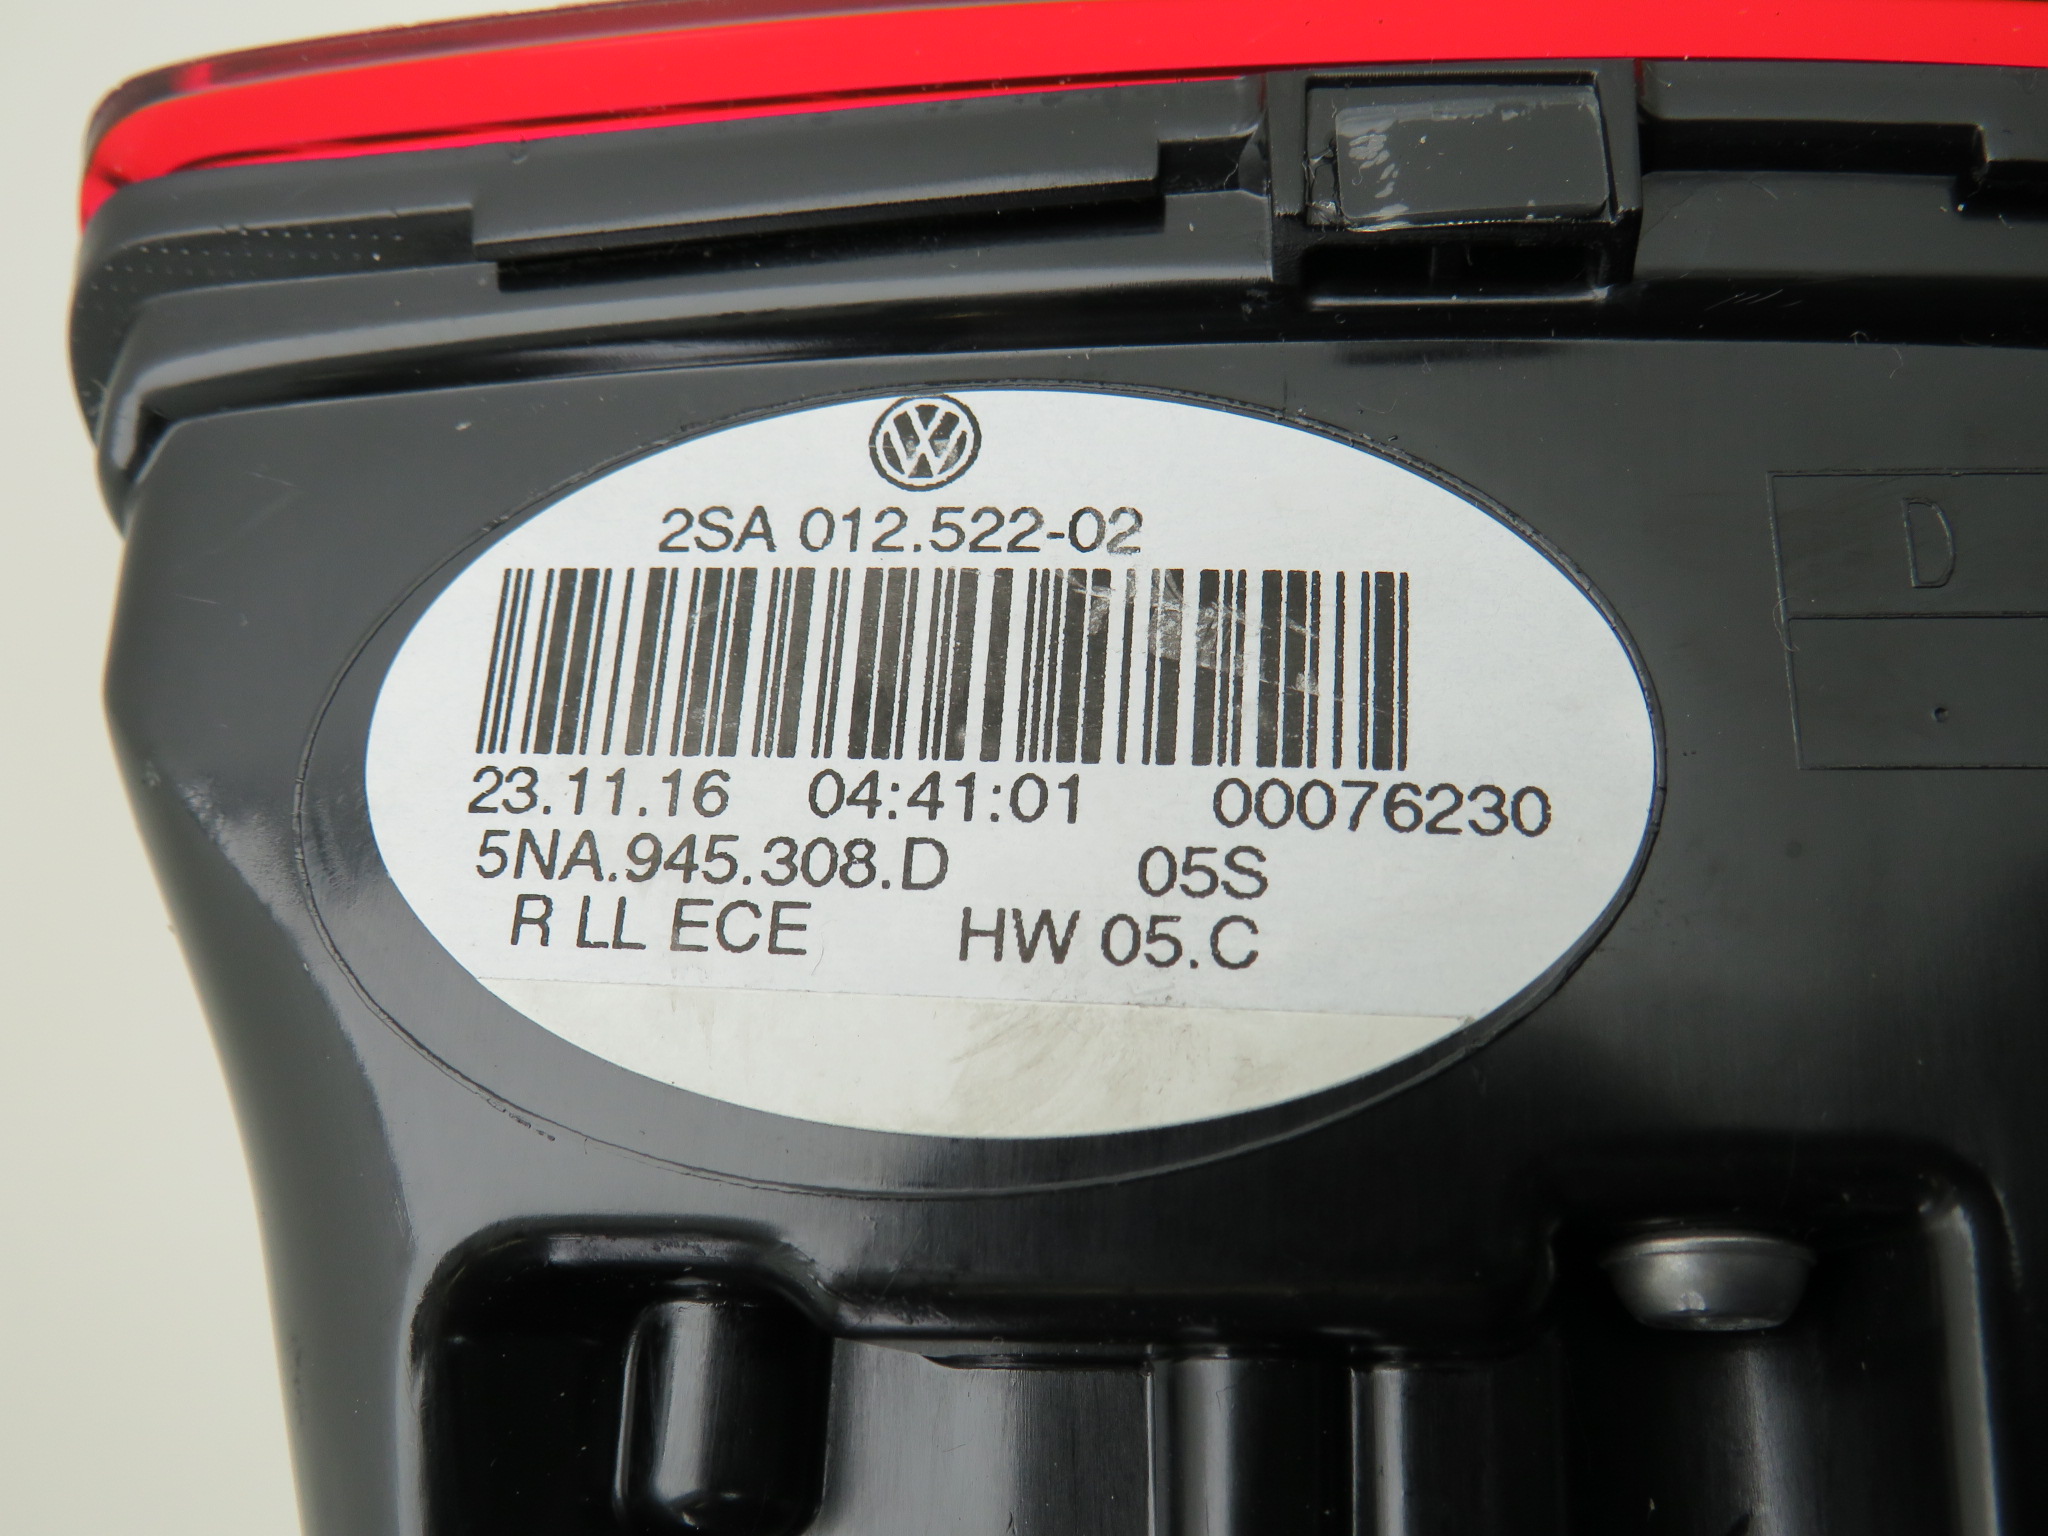 2SA 012.522-02
23.11.16 04:41:01 00076230
5NA.945.308.D 05S
R LL ECE HW 05.C
D